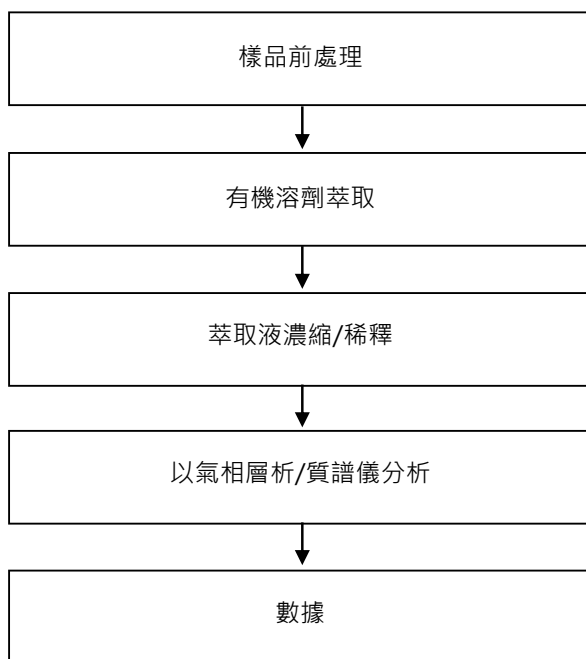 樣品前處理
有機溶劑萃取
萃取液濃縮/稀釋
以氣相層析/質譜儀分析
數據